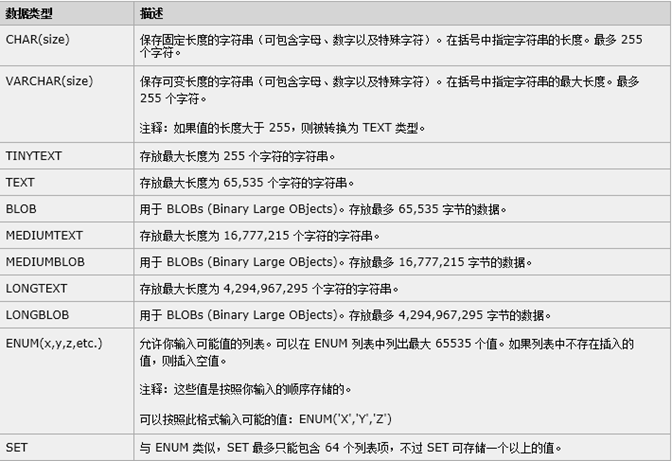 数据类型 描述
CHAR(size) 保存固定长度的字符串（可包含字母、数字以及特殊字符）。在括号中指定字符串的长度。最多 255
个字符。
VARCHAR(size) 保存可变长度的字符串（可包含字母、数字以及特殊字符）。在括号中指定字符串的最大长度。最多
255 个字符。
注释：如果值的长度大于 255，则被转换为 TEXT 类型。
TINYTEXT 存放最大长度为 255 个字符的字符串。
TEXT 存放最大长度为 65,535 个字符的字符串。
BLOB 用于 BLOBs (Binary Large OBjects)。存放最多 65,535 字节的数据。
MEDIUMTEXT 存放最大长度为 16,777,215 个字符的字符串。
MEDIUMBLOB 用于 BLOBs (Binary Large OBjects)。存放最多 16,777,215 字节的数据。
LONGTEXT 存放最大长度为 4,294,967,295 个字符的字符串。
LONGBLOB 用于 BLOBs (Binary Large OBjects)。存放最多 4,294,967,295 字节的数据。
ENUM(x,y,z,etc.) 允许你输入可能值的列表。可以在 ENUM 列表中列出最大 65535 个值。如果列表中不存在插入的
值，则插入空值。
注释：这些值是按照你输入的顺序存储的。
可以按照此格式输入可能的值：ENUM('X','Y','Z')
SET 与 ENUM 类似，SET 最多只能包含 64 个列表项，不过 SET 可存储一个以上的值。